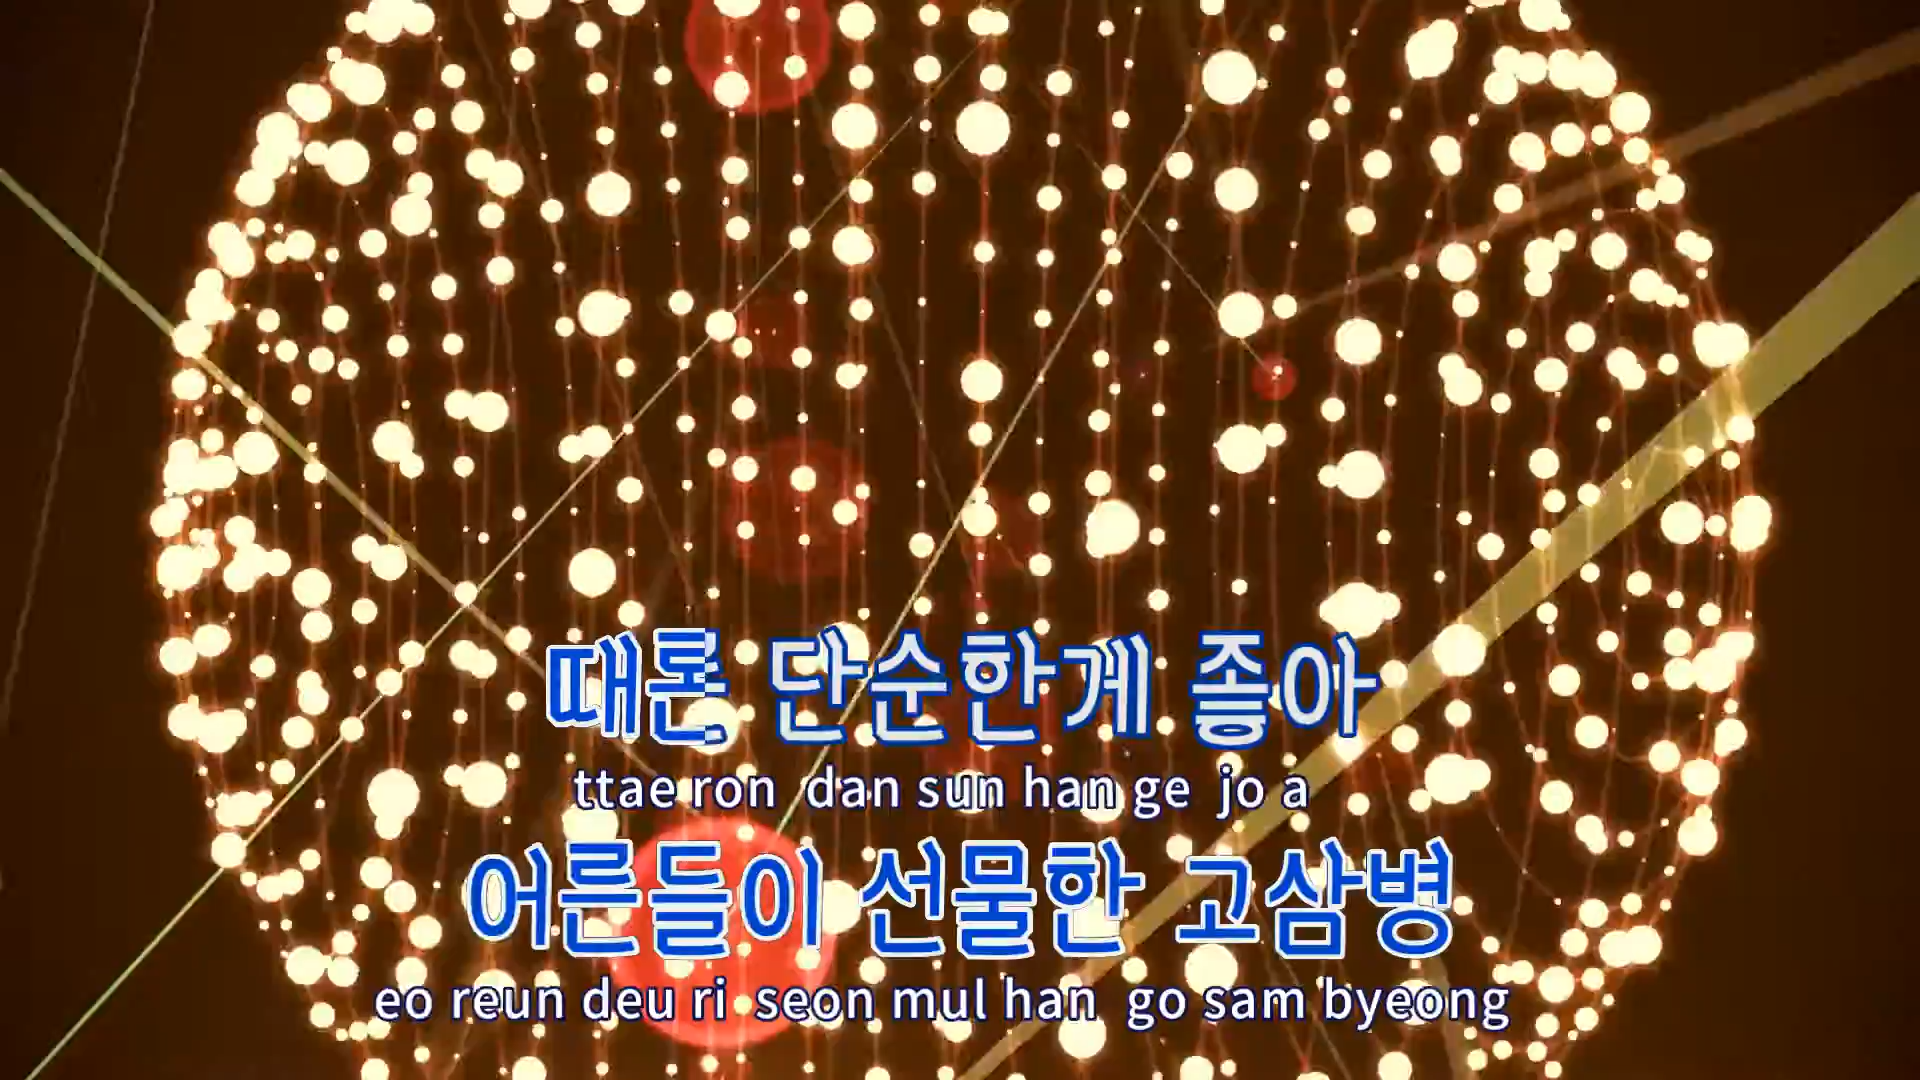 때론 단순한게 좋아
ttae ron dan sun han ge jo a
어른들이 선물한 고삼병
eo reun deu ri seon mul han go sam byeong